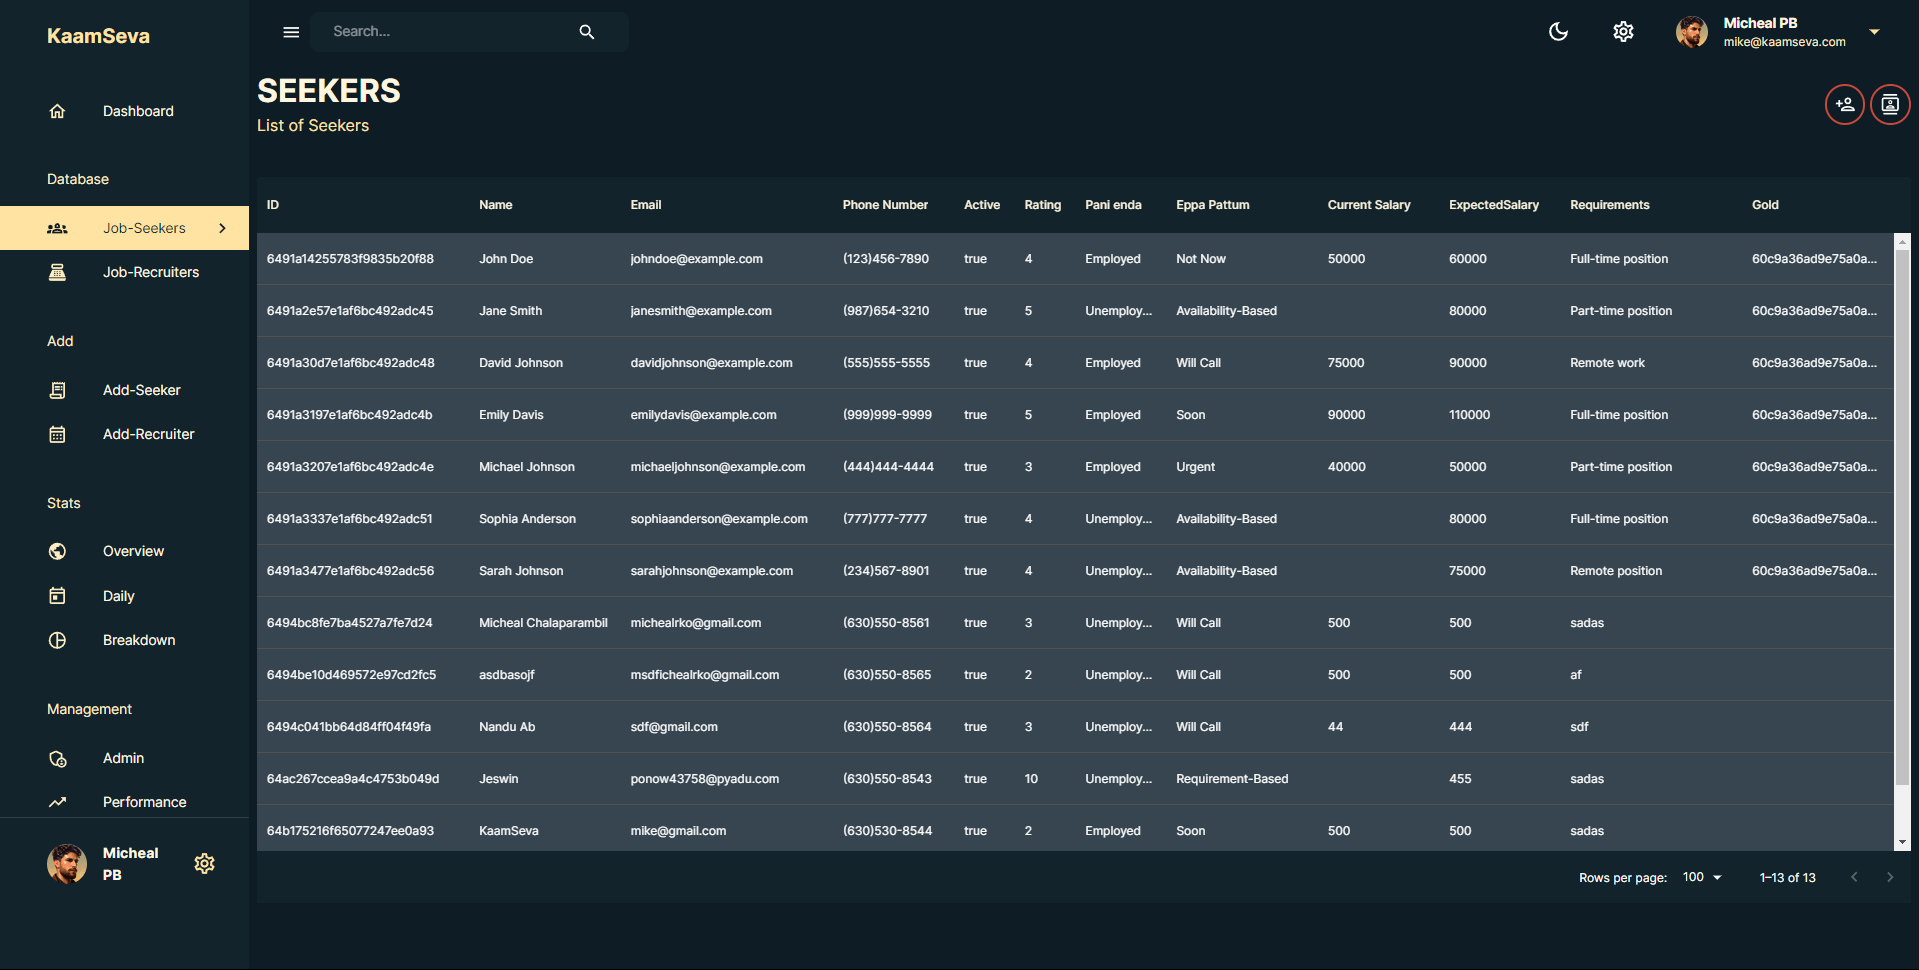 KaamSeva
Search...
Micheal PB
mike@kaamseva.com
Dashboard
Database
Job-Seekers
Job-Recruiters
Add
Add-Seeker
Add-Recruiter
Stats
Overview
Daily
Breakdown
Management
Admin
Performance
Micheal
PB
SEEKERS
List of Seekers
ID Name Email Phone Number Active Rating Pani enda Eppa Pattum Current Salary ExpectedSalary Requirements Gold
6491a14255783f9835b20f88 John Doe johndoe@example.com (123)456-7890 true 4 Employed Not Now 50000 60000 Full-time position 60c9a36ad9e75a0a...
6491a2e57e1af6bc492adc45 Jane Smith janesmith@example.com (987)654-3210 true 5 Unemploy... Availability-Based 80000 Part-time position 60c9a36ad9e75a0a...
6491a30d7e1af6bc492adc48 David Johnson davidjohnson@example.com (555)555-5555 true 4 Employed Will Call 75000 90000 Remote work 60c9a36ad9e75a0a...
6491a3197e1af6bc492adc4b Emily Davis emilydavis@example.com (999)999-9999 true 5 Employed Soon 90000 110000 Full-time position 60c9a36ad9e75a0a...
6491a3207e1af6bc492adc4e Michael Johnson michaeljohnson@example.com (444)444-4444 true 3 Employed Urgent 40000 50000 Part-time position 60c9a36ad9e75a0a...
6491a3337e1af6bc492adc51 Sophia Anderson sophiaanderson@example.com (777)777-7777 true 4 Unemploy... Availability-Based 80000 Full-time position 60c9a36ad9e75a0a...
6491a3477e1af6bc492adc56 Sarah Johnson sarahjohnson@example.com (234)567-8901 true 4 Unemploy... Availability-Based 75000 Remote position 60c9a36ad9e75a0a...
6494bc8fe7ba4527a7fe7d24 Micheal Chalaparambil michealrko@gmail.com (630)550-8561 true 3 Unemploy... Will Call 500 500 sadas
6494be10d469572e97cd2fc5 asdbasojf msdfichealrko@gmail.com (630)550-8565 true 2 Unemploy... Will Call 500 500 af
6494c041bb64d84ff04f49fa Nandu Ab sdf@gmail.com (630)550-8564 true 3 Unemploy... Will Call 44 444 sdf
64ac267ccea9a4c4753b049d Jeswin ponow43758@pyadu.com (630)550-8543 true 10 Unemploy... Requirement-Based 455 sadas
64b175216f65077247ee0a93 KaamSeva mike@gmail.com (630)530-8544 true 2 Employed Soon 500 500 sadas
Rows per page: 100 1–13 of 13